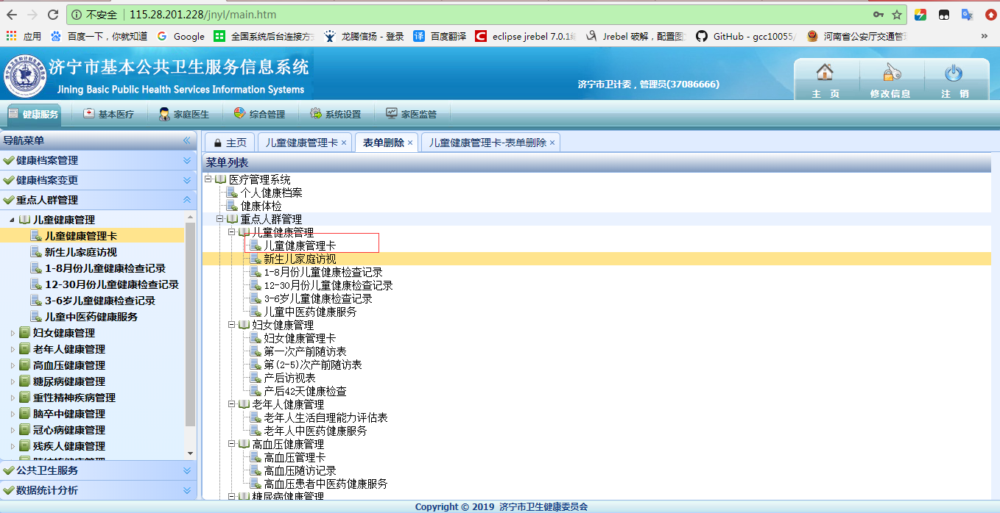 不安全 115.28.201.228/jnyl/main.htm
应用 百度一下，你就知道 Google 全国系统后台连接方 龙腾信扬 - 登录 百度翻译 eclipse jrebel 7.0.1 Jrebel 破解，配置图 GitHub - gcc10055/ 河南省公安厅交通管 »
济宁市基本公共卫生服务信息系统
Jining Basic Public Health Services Information Systems
济宁市卫计委，管理员(37086666)
主 页 修改信息 注 销
健康服务 基本医疗 家庭医生 综合管理 系统设置 家医监管
导航菜单
健康档案管理
健康档案变更
重点人群管理
儿童健康管理
儿童健康管理卡
新生儿家庭访视
1-8月份儿童健康检查记录
12-30月份儿童健康检查记录
3-6岁儿童健康检查记录
儿童中医药健康服务
妇女健康管理
老年人健康管理
高血压健康管理
糖尿病健康管理
重性精神疾病管理
脑卒中健康管理
冠心病健康管理
残疾人健康管理
公共卫生服务
数据统计分析
主页 儿童健康管理卡 × 表单删除 × 儿童健康管理卡-表单删除 ×
菜单列表
医疗管理系统
个人健康档案
健康体检
重点人群管理
儿童健康管理
儿童健康管理卡
新生儿家庭访视
1-8月份儿童健康检查记录
12-30月份儿童健康检查记录
3-6岁儿童健康检查记录
儿童中医药健康服务
妇女健康管理
妇女健康管理卡
第一次产前随访表
第(2-5)次产前随访表
产后访视表
产后42天健康检查
老年人健康管理
老年人生活自理能力评估表
老年人中医药健康服务
高血压健康管理
高血压管理卡
高血压随访记录
高血压患者中医药健康服务
糖尿病健康管理
Copyright © 2019 济宁市卫生健康委员会